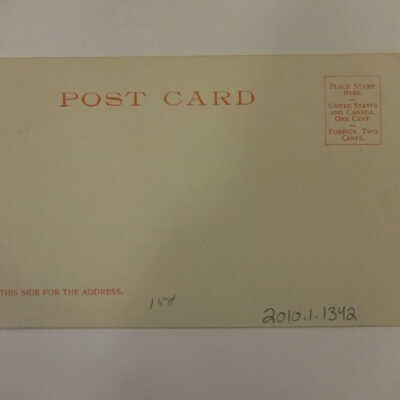 POST CARD
PLACE STAMP
HERE.
—
UNITED STATES
AND CANADA,
ONE CENT
—
FOREIGN, TWO
CENTS.
THIS SIDE FOR THE ADDRESS.
2010.1.1342